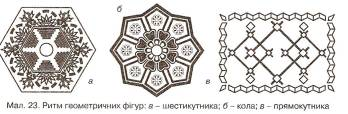 б
а
в
Мал. 23. Ритм геометричних фігур: а – шестикутника; б – кола; в – прямокутника